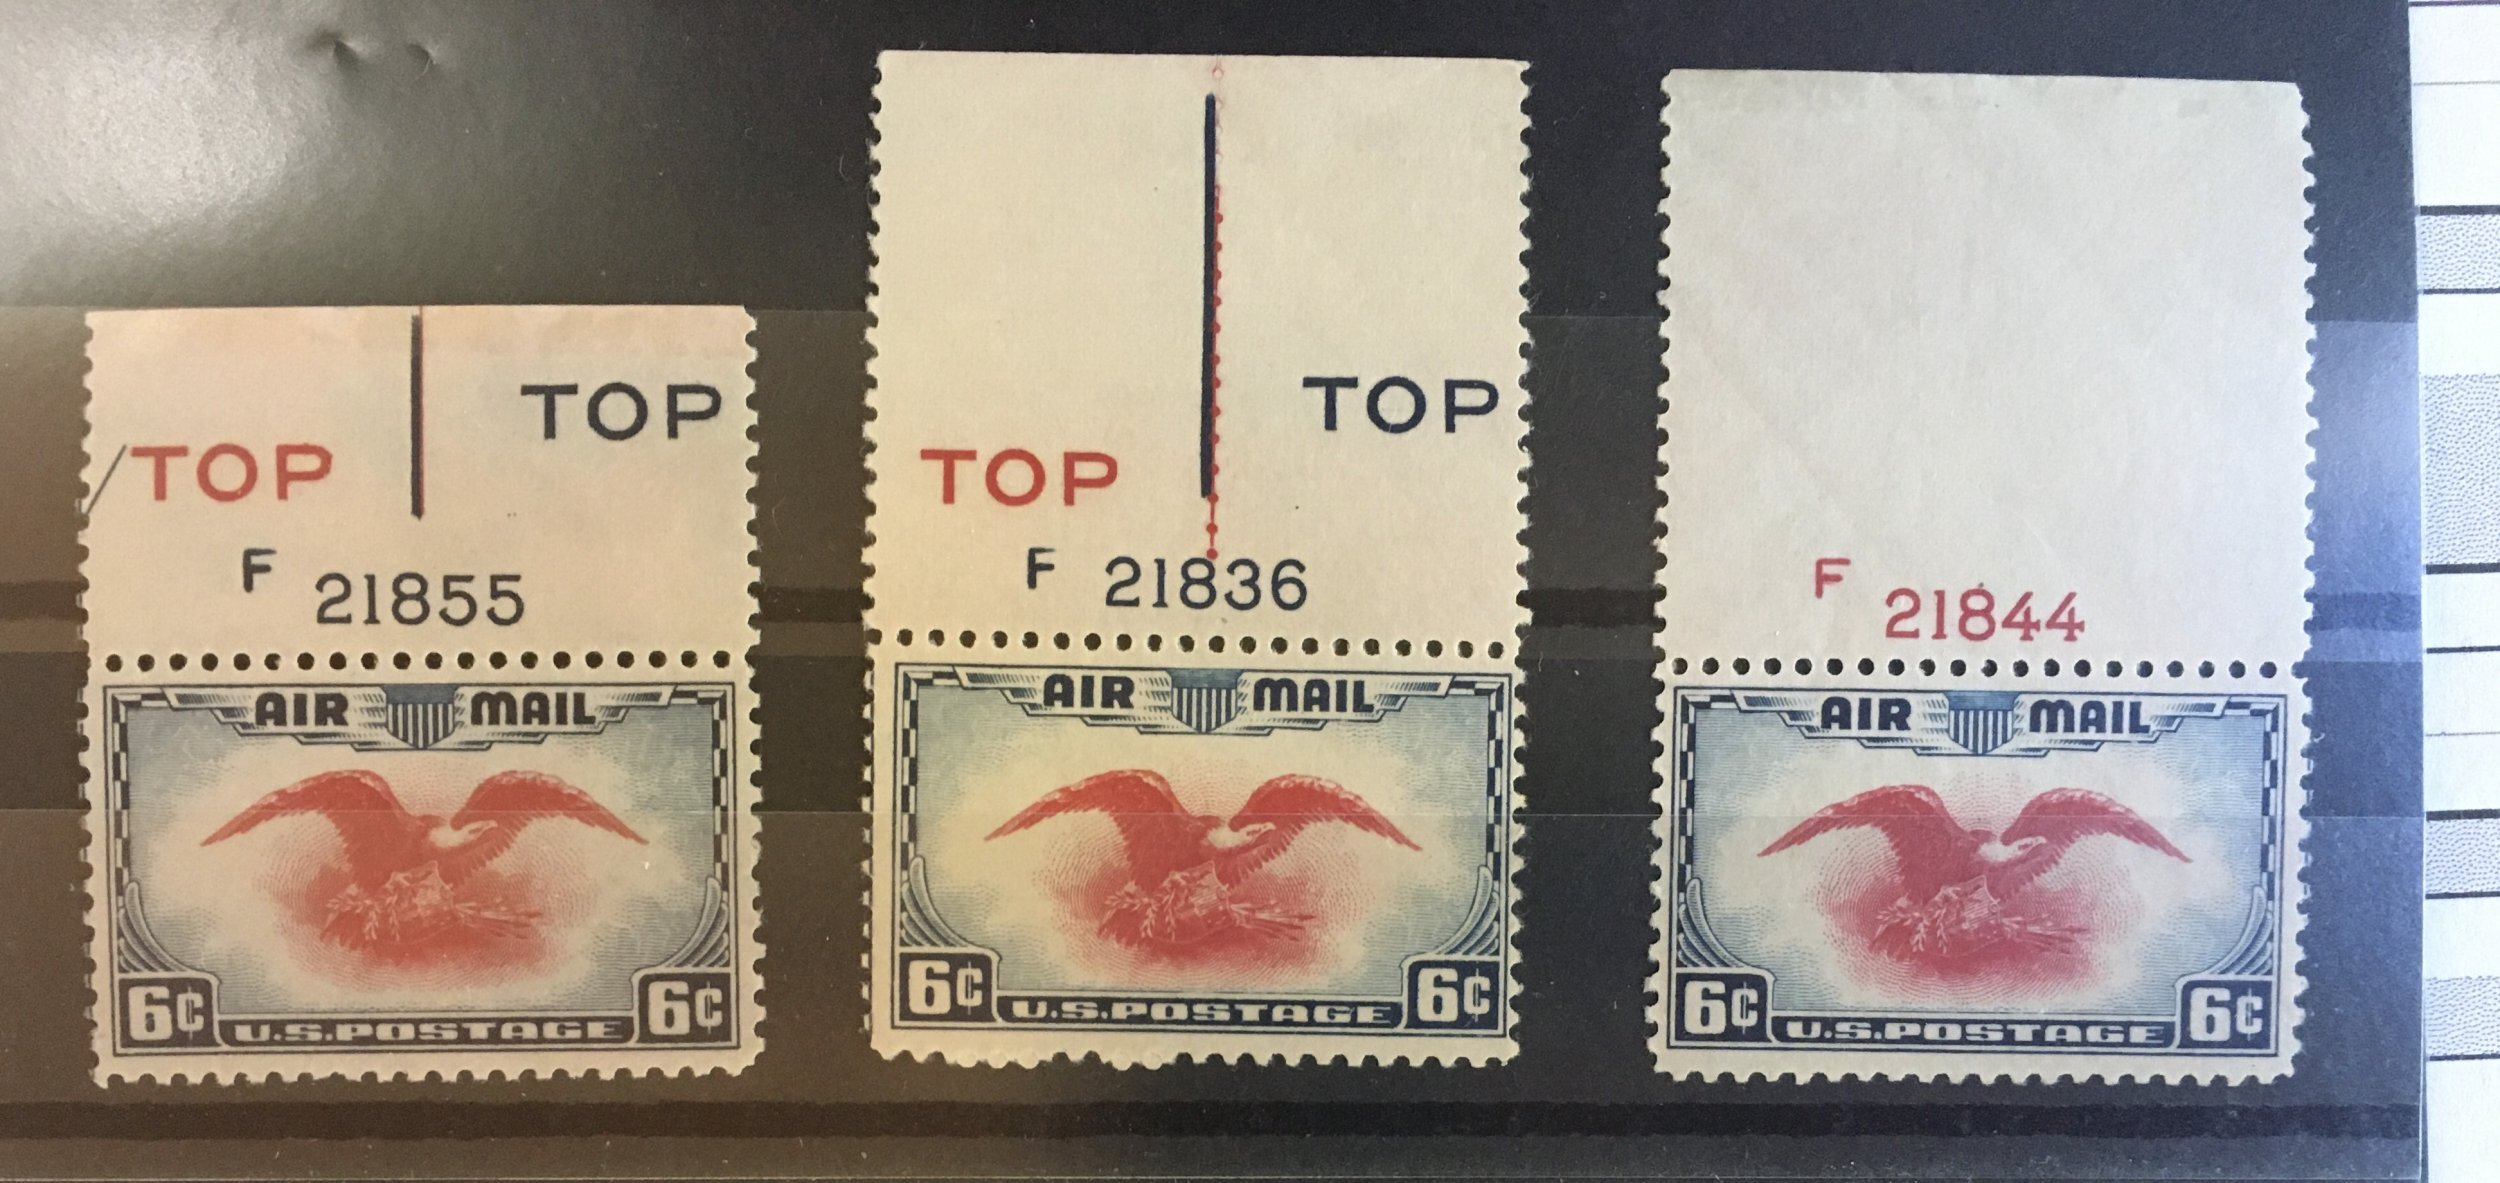 TOP TOP
F 21855
AIR MAIL
6¢ U.S.POSTAGE 6¢
TOP TOP
F 21836
AIR MAIL
6¢ U.S.POSTAGE 6¢
F 21844
AIR MAIL
6¢ U.S.POSTAGE 6¢